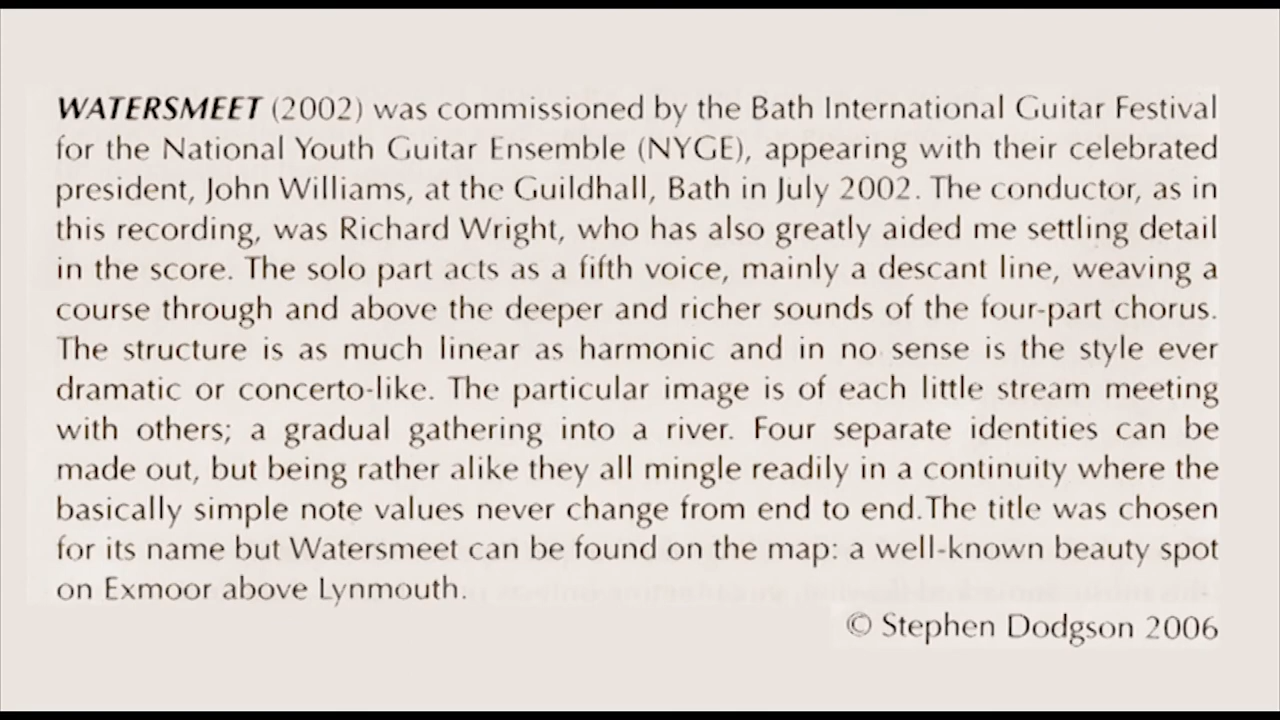 WATERSMEET (2002) was commissioned by the Bath International Guitar Festival
for the National Youth Guitar Ensemble (NYGE), appearing with their celebrated
president, John Williams, at the Guildhall, Bath in July 2002. The conductor, as in
this recording, was Richard Wright, who has also greatly aided me settling detail
in the score. The solo part acts as a fifth voice, mainly a descant line, weaving a
course through and above the deeper and richer sounds of the four-part chorus.
The structure is as much linear as harmonic and in no sense is the style ever
dramatic or concerto-like. The particular image is of each little stream meeting
with others; a gradual gathering into a river. Four separate identities can be
made out, but being rather alike they all mingle readily in a continuity where the
basically simple note values never change from end to end.The title was chosen
for its name but Watersmeet can be found on the map: a well-known beauty spot
on Exmoor above Lynmouth.
© Stephen Dodgson 2006